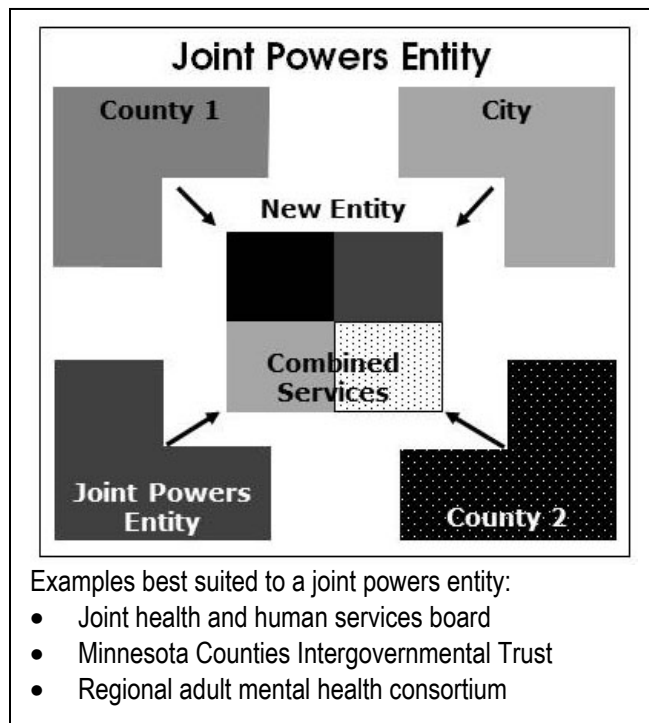 Joint Powers Entity
County 1
City
New Entity
Combined
Services
Joint Powers
Entity
County 2
Examples best suited to a joint powers entity:
• Joint health and human services board
• Minnesota Counties Intergovernmental Trust
• Regional adult mental health consortium